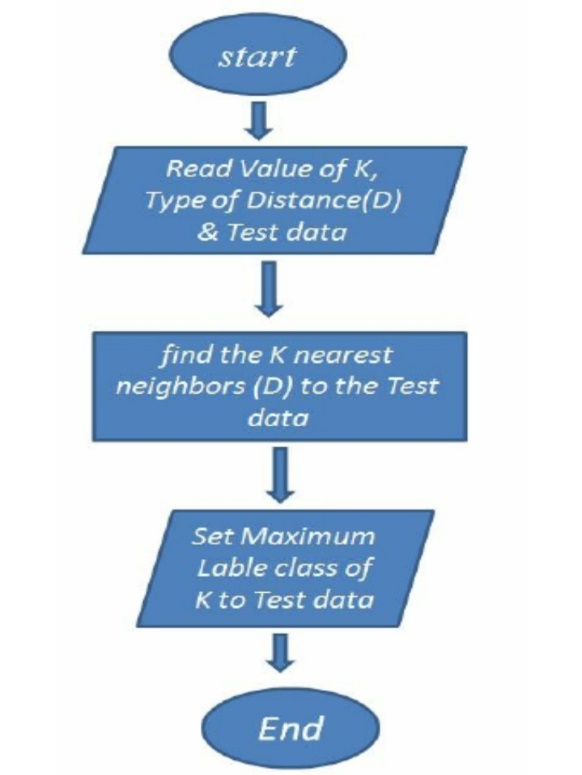 start
Read Value of K,
Type of Distance(D)
& Test data
find the K nearest
neighbors (D) to the Test
data
Set Maximum
Lable class of
K to Test data
End